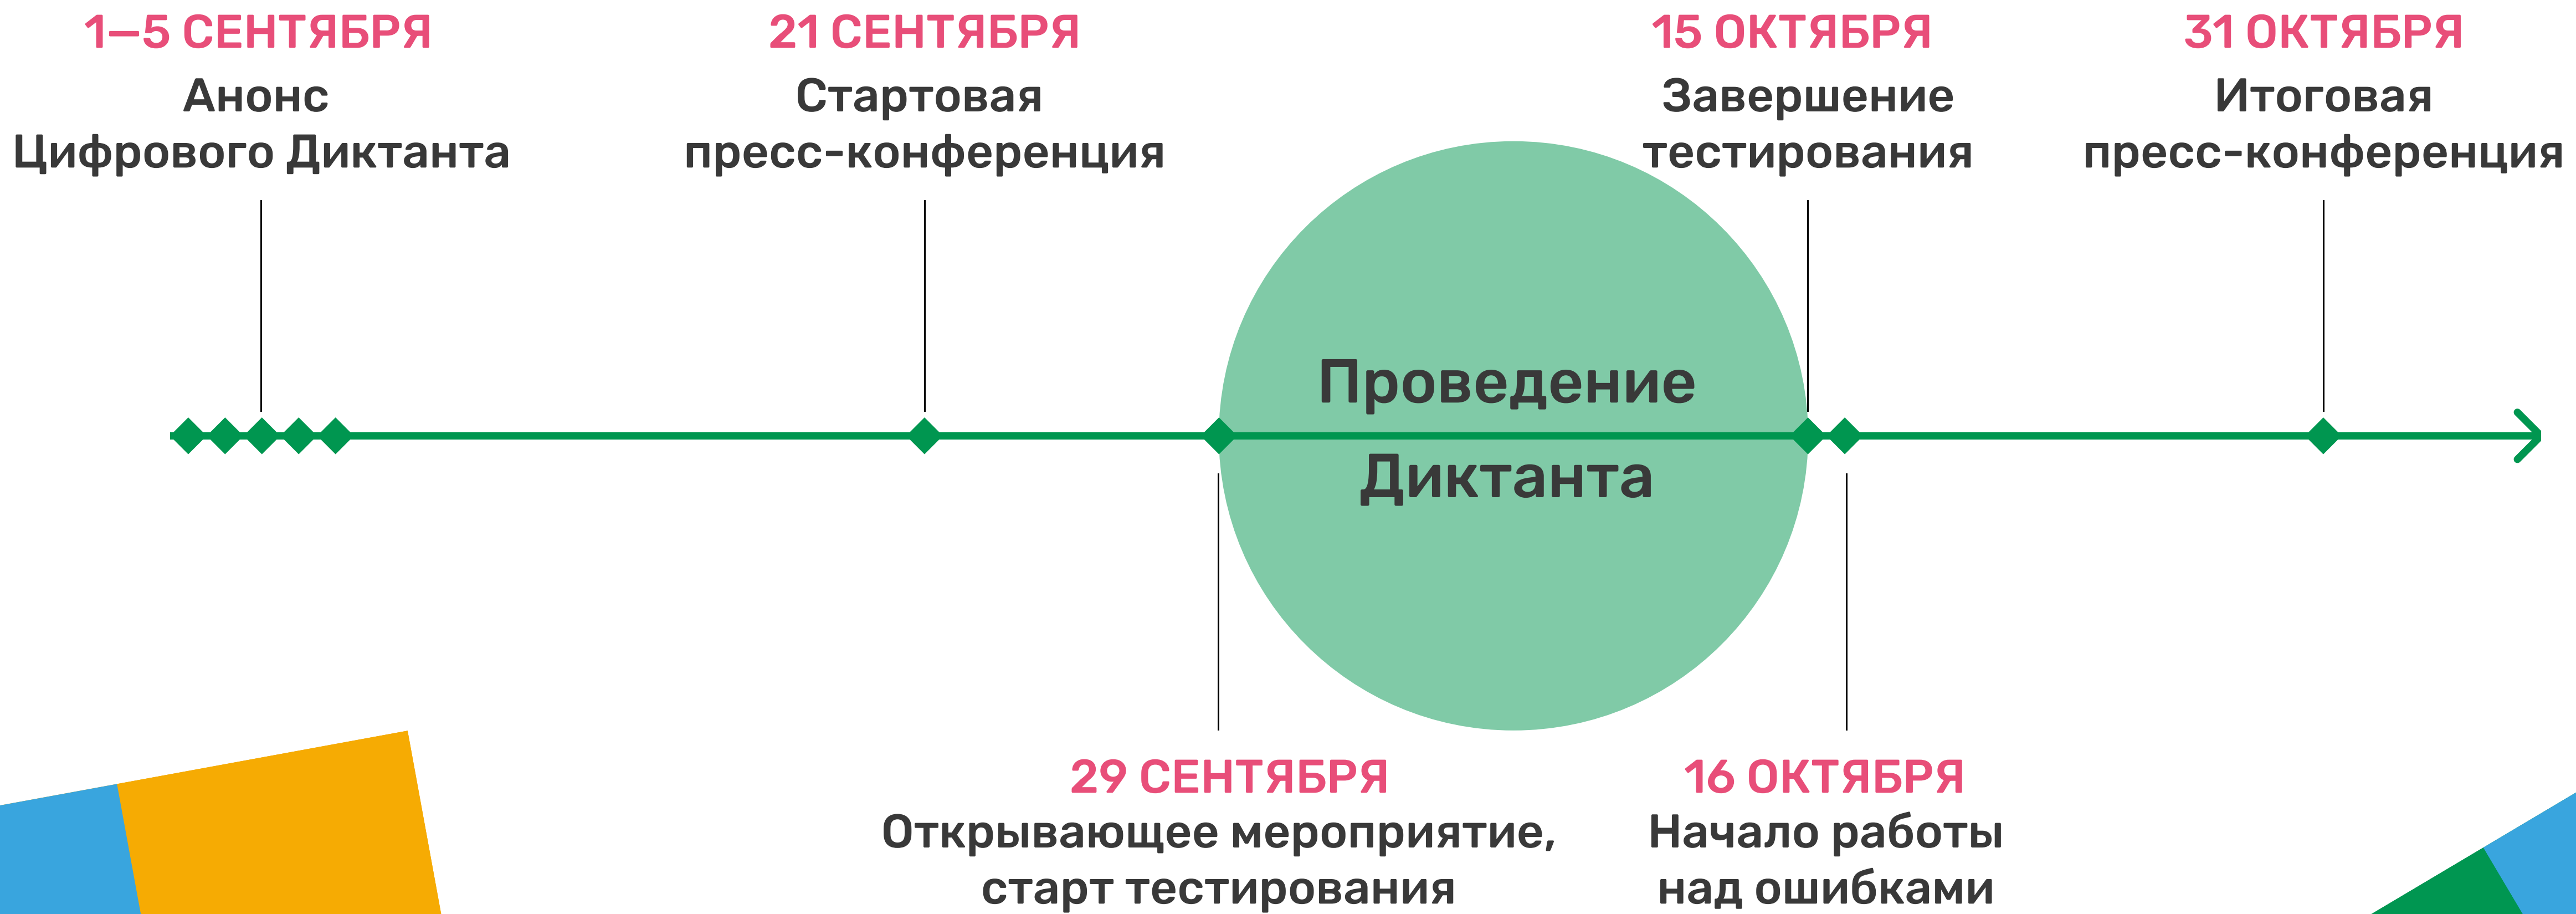 1—5 СЕНТЯБРЯ
Анонс
Цифрового Диктанта
21 СЕНТЯБРЯ
Стартовая
пресс-конференция
15 ОКТЯБРЯ
Завершение
тестирования
31 ОКТЯБРЯ
Итоговая
пресс-конференция
Проведение
Диктанта
29 СЕНТЯБРЯ
Открывающее мероприятие,
старт тестирования
16 ОКТЯБРЯ
Начало работы
над ошибками